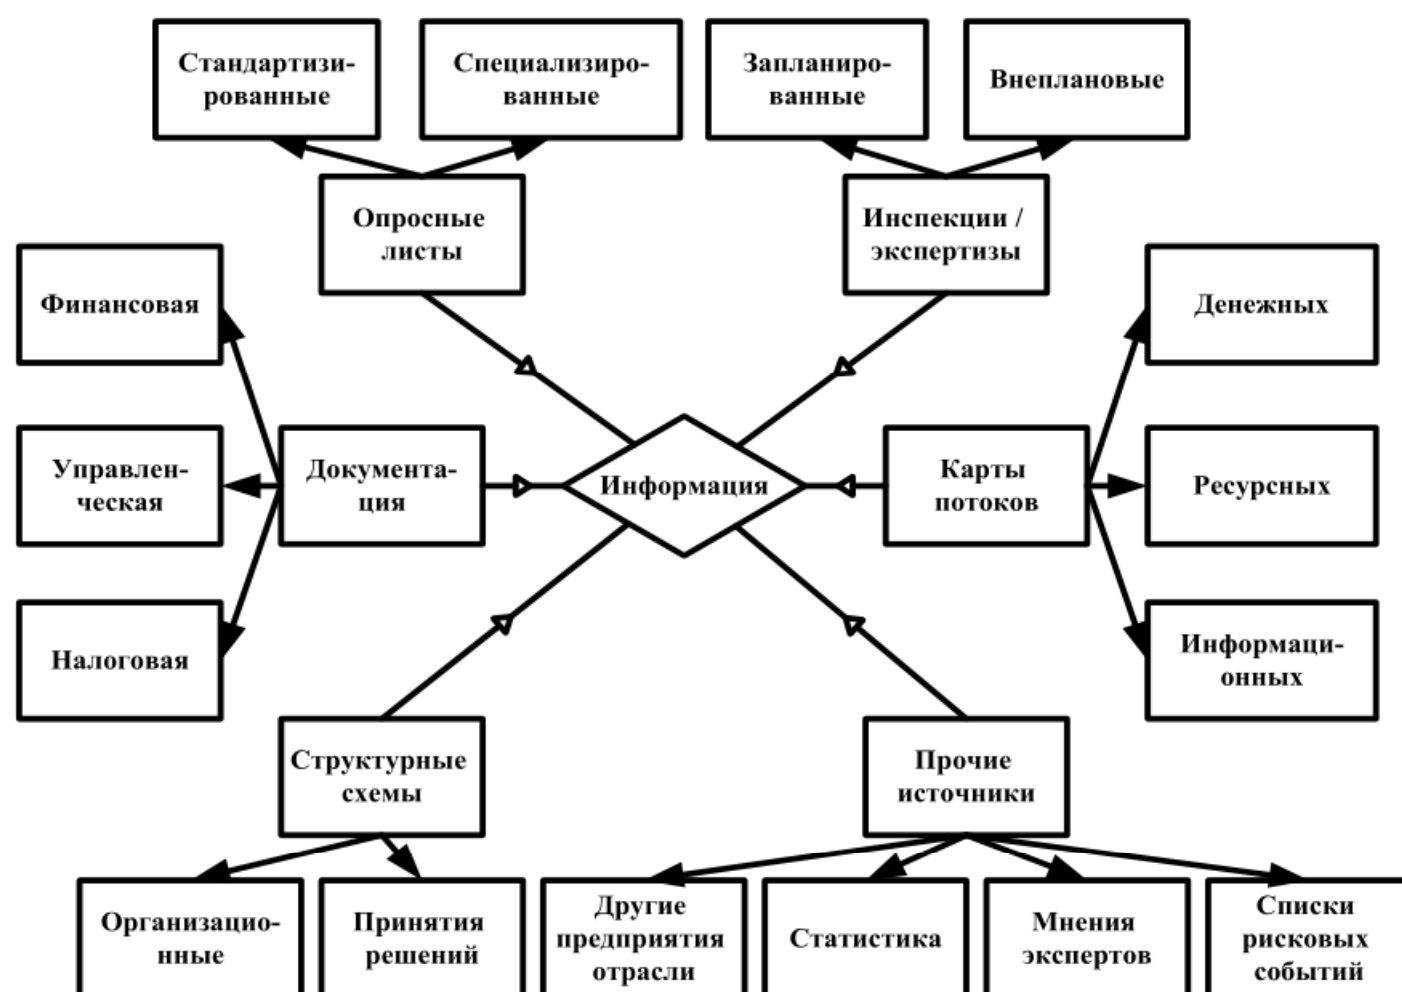 Стандартизи-
рованные
Специализиро-
ванные
Запланиро-
ванные
Внеплановые
Опросные
листы
Инспекции /
экспертизы
Финансовая
Денежных
Управлен-
ческая
Документа-
ция
Информация
Карты
потоков
Ресурсных
Налоговая
Информаци-
онных
Структурные
схемы
Прочие
источники
Организацио-
нные
Принятия
решений
Другие
предприятия
отрасли
Статистика
Мнения
экспертов
Списки
рисковых
событий